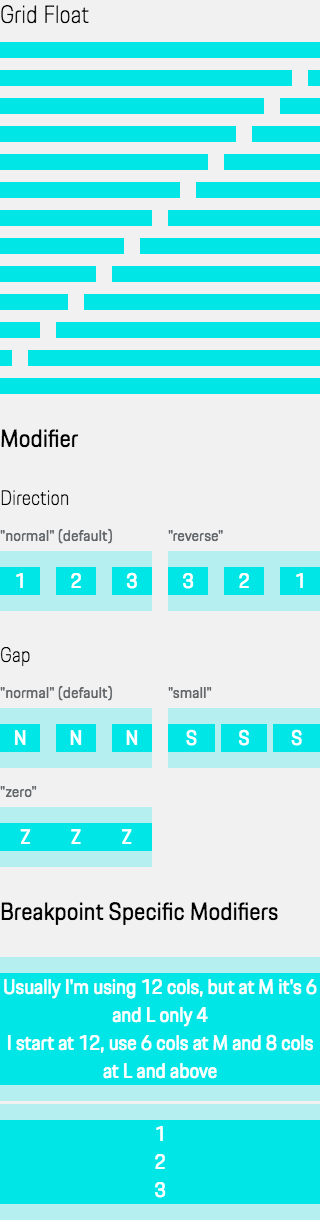 Grid Float
Modifier
Direction
"normal" (default) "reverse"
1 2 3 3 2 1
Gap
"normal" (default) "small"
N N N S S S
"zero"
Z Z Z
Breakpoint Specific Modifiers
Usually I'm using 12 cols, but at M it's 6
and L only 4
I start at 12, use 6 cols at M and 8 cols
at L and above
1
2
3